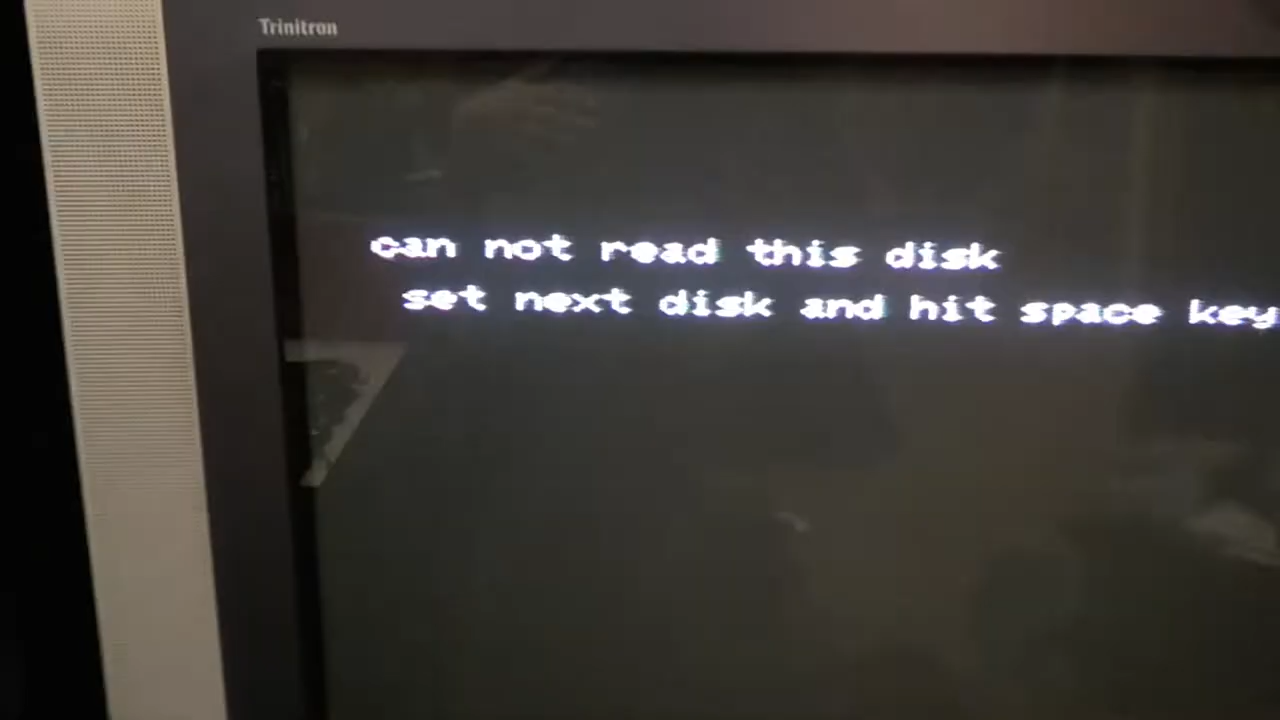 Trinitron
can not read this disk
set next disk and hit space key